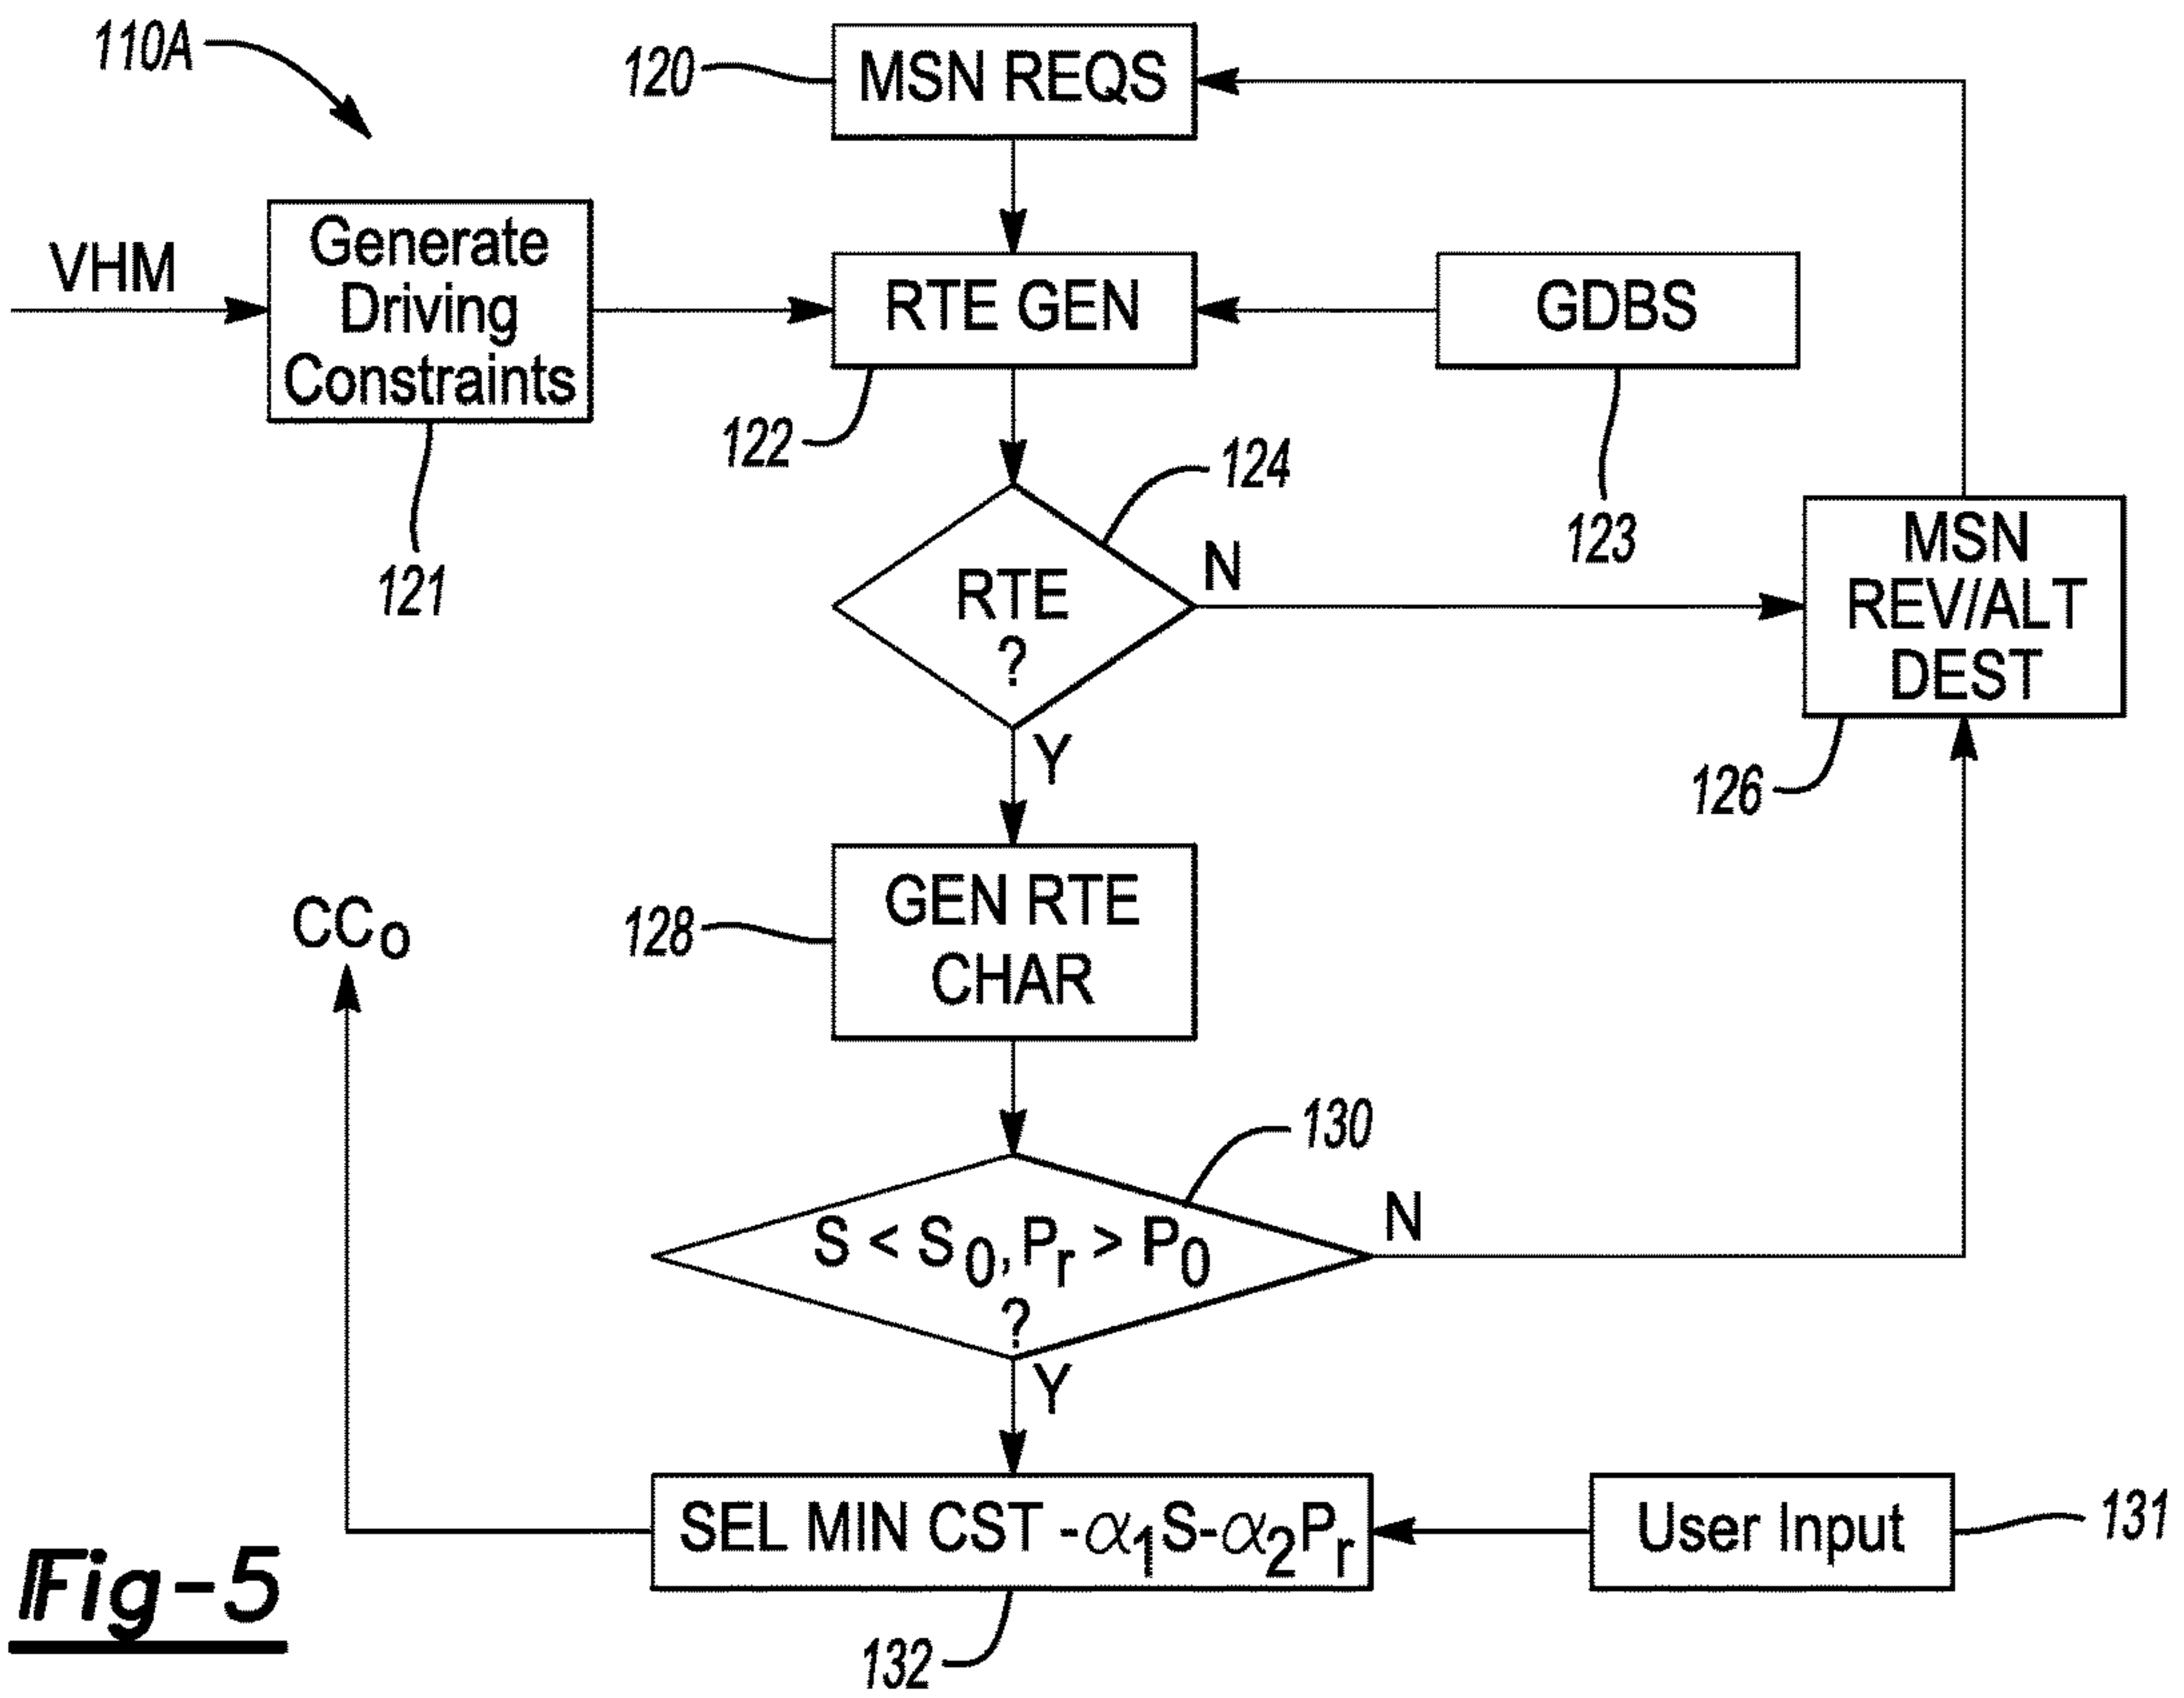 110A
120
MSN REQS
VHM
Generate
Driving
Constraints
121
RTE GEN
122
GDBS
123
124
RTE
?
N
Y
MSN
REV/ALT
DEST
126
GEN RTE
CHAR
128
CCo
130
S < S0, Pr > P0
?
N
Y
SEL MIN CST -α1S-α2Pr
132
User Input
131
Fig-5